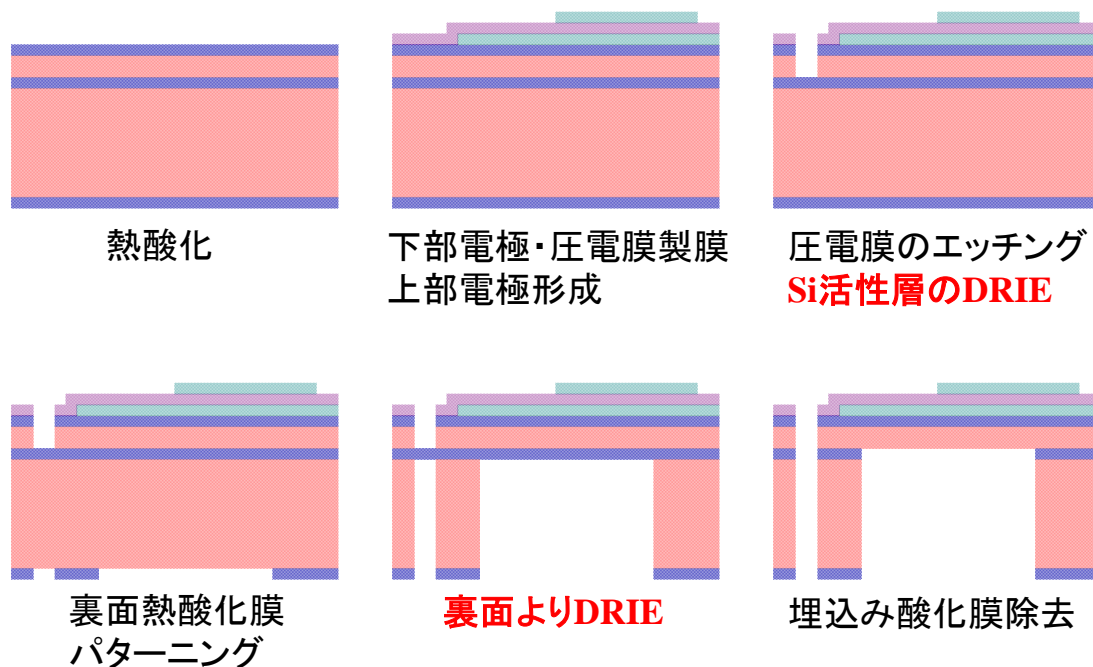 熱酸化
下部電極・圧電膜製膜
上部電極形成
圧電膜のエッチング
Si活性層のDRIE
裏面熱酸化膜
パターニング
裏面よりDRIE
埋込み酸化膜除去